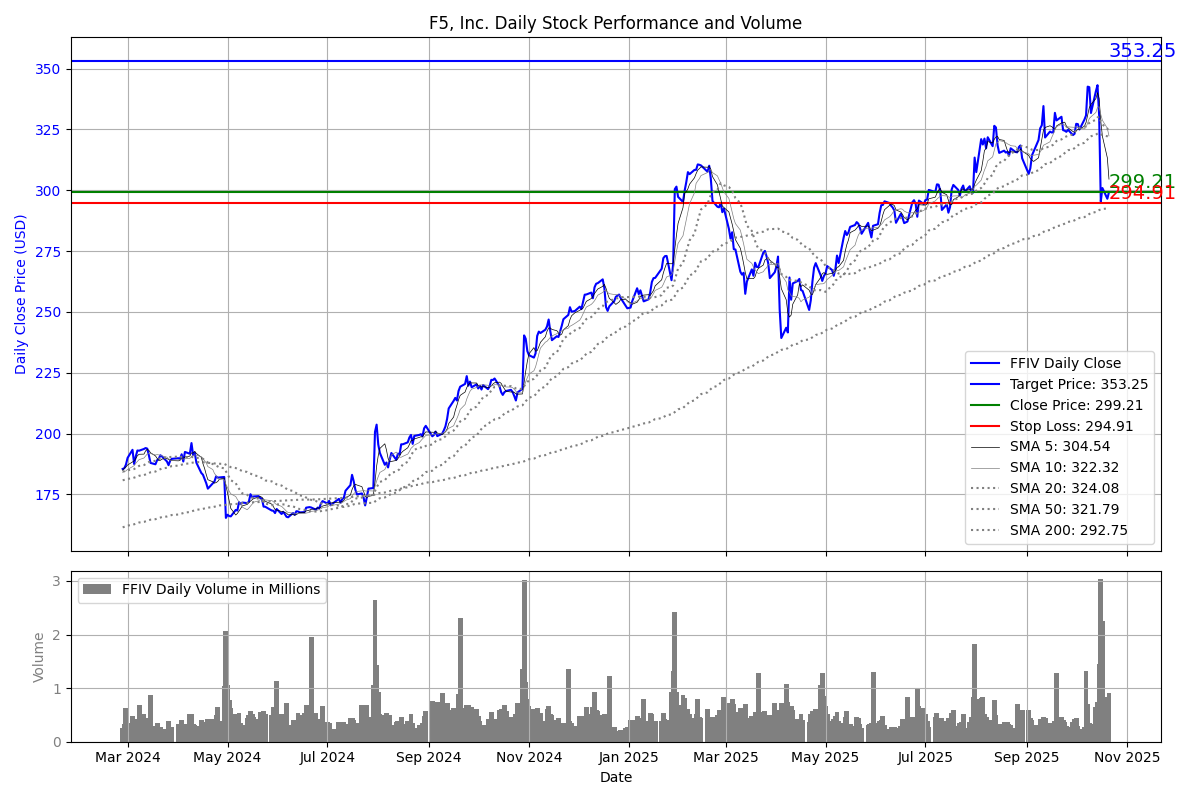 F5, Inc. Daily Stock Performance and Volume
353.25
299.21
294.91
Daily Close Price (USD)
350
325
300
275
250
225
200
175
FFIV Daily Close
Target Price: 353.25
Close Price: 299.21
Stop Loss: 294.91
SMA 5: 304.54
SMA 10: 322.32
SMA 20: 324.08
SMA 50: 321.79
SMA 200: 292.75
FFIV Daily Volume in Millions
Volume
3
2
1
0
Mar 2024 May 2024 Jul 2024 Sep 2024 Nov 2024 Jan 2025 Mar 2025 May 2025 Jul 2025 Sep 2025 Nov 2025
Date